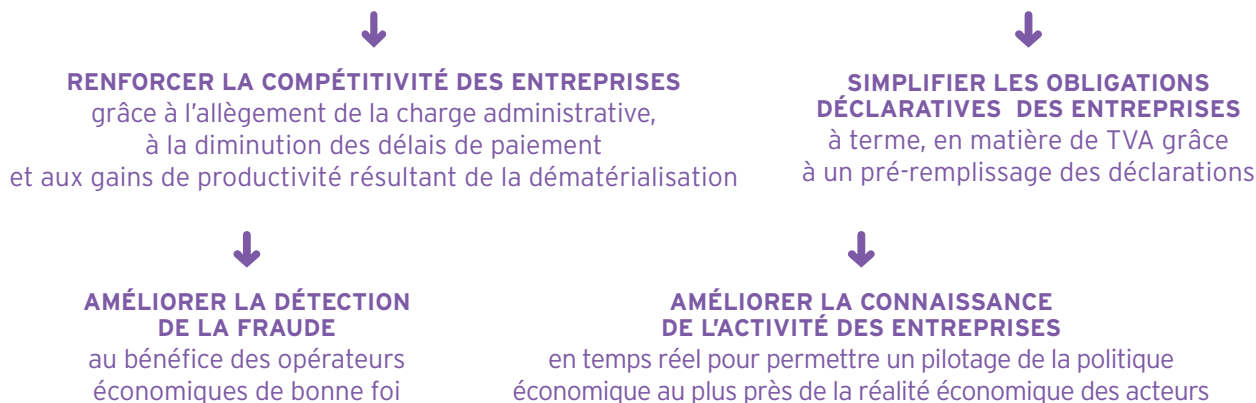 RENFORCER LA COMPÉTITIVITÉ DES ENTREPRISES
grâce à l’allègement de la charge administrative,
à la diminution des délais de paiement
et aux gains de productivité résultant de la dématérialisation
SIMPLIFIER LES OBLIGATIONS
DÉCLARATIVES DES ENTREPRISES
à terme, en matière de TVA grâce
à un pré-remplissage des déclarations
AMÉLIORER LA DÉTECTION
DE LA FRAUDE
au bénéfice des opérateurs
économiques de bonne foi
AMÉLIORER LA CONNAISSANCE
DE L’ACTIVITÉ DES ENTREPRISES
en temps réel pour permettre un pilotage de la politique
économique au plus près de la réalité économique des acteurs